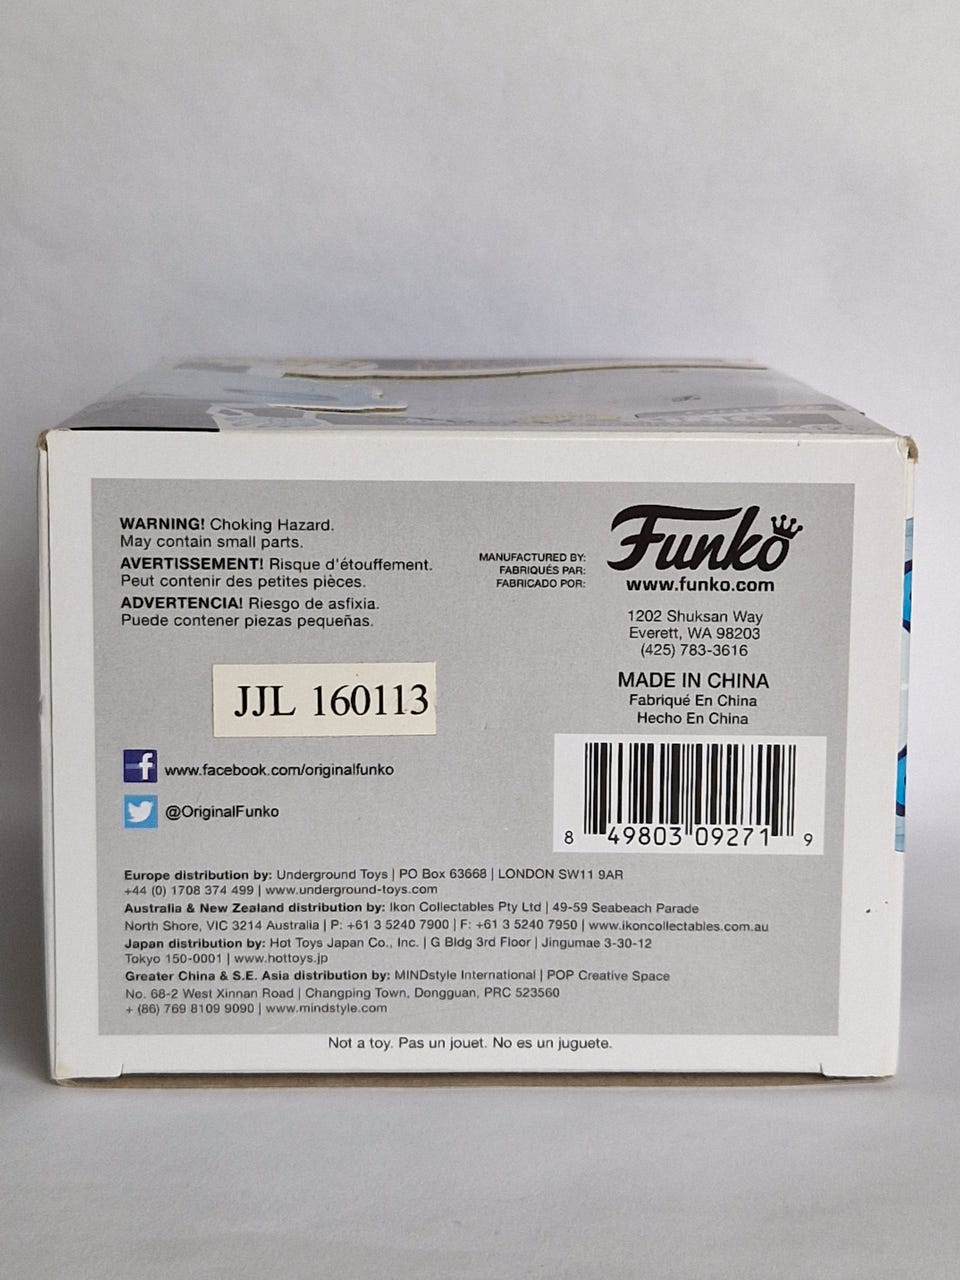 WARNING! Choking Hazard.
May contain small parts.
AVERTISSEMENT! Risque d'étouffement.
Peut contenir des petites pièces.
ADVERTENCIA! Riesgo de asfixia.
Puede contener piezas pequeñas.
MANUFACTURED BY:
FABRIQUÉS PAR:
FABRICADO POR:
Funko
www.funko.com
1202 Shuksan Way
Everett, WA 98203
(425) 783-3616
MADE IN CHINA
Fabriqué En China
Hecho En China
JJL 160113
www.facebook.com/originalfunko
@OriginalFunko
8 49803 09271 9
Europe distribution by: Underground Toys | PO Box 63668 | LONDON SW11 9AR
+44 (0) 1708 374 499 | www.underground-toys.com
Australia & New Zealand distribution by: Ikon Collectables Pty Ltd | 49-59 Seabeach Parade
North Shore, VIC 3214 Australia | P: +61 3 5240 7900 | F: +61 3 5240 7950 | www.ikoncollectables.com.au
Japan distribution by: Hot Toys Japan Co., Inc. | G Bldg 3rd Floor | Jingumae 3-30-12
Tokyo 150-0001 | www.hottoys.jp
Greater China & S.E. Asia distribution by: MINDstyle International | POP Creative Space
No. 68-2 West Xinnan Road | Changping Town, Dongguan, PRC 523560
+ (86) 769 8109 9090 | www.mindstyle.com
Not a toy. Pas un jouet. No es un juguete.